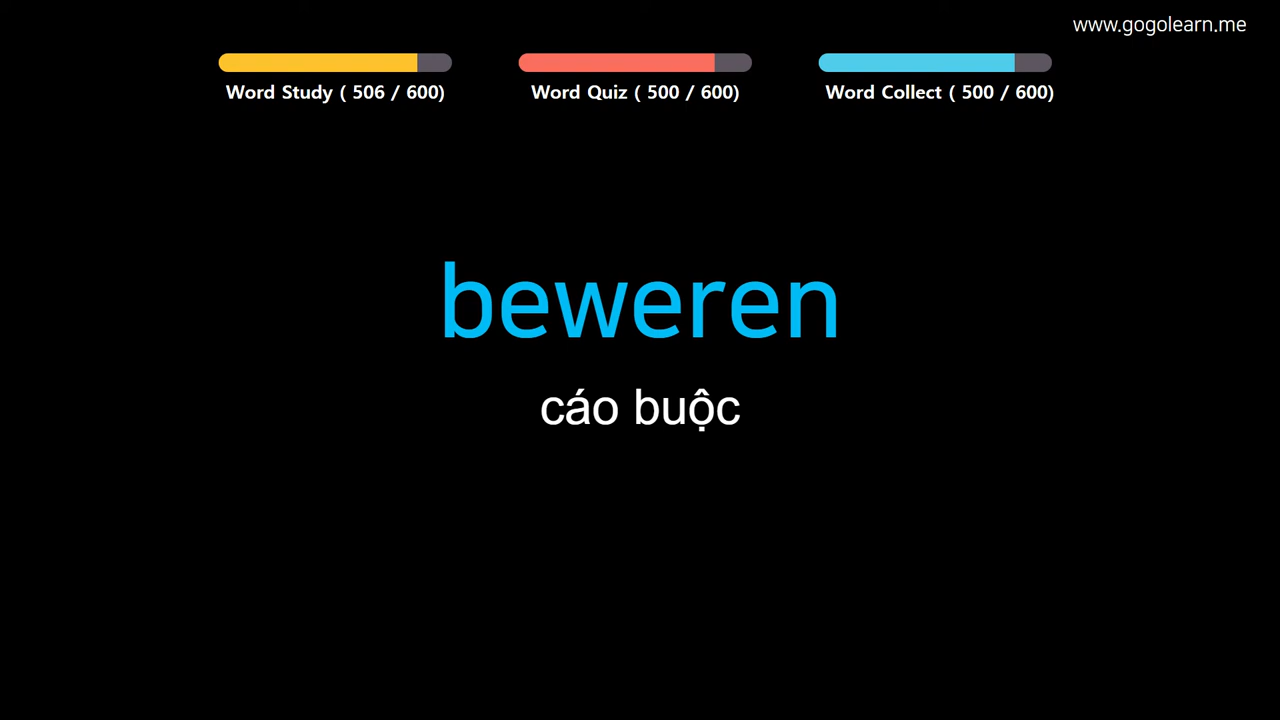 www.gogolearn.me
Word Study ( 506 / 600)
Word Quiz ( 500 / 600)
Word Collect ( 500 / 600)
beweren
cáo buộc